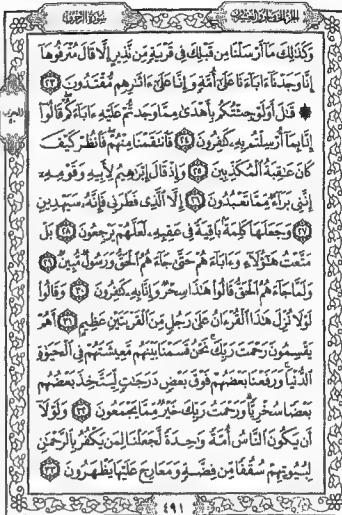 الجزء الخامس والعشرون
سورة الزخرف
وَكَذَٰلِكَ مَآ أَرْسَلْنَا مِن قَبْلِكَ فِى قَرْيَةٍ مِّن نَّذِيرٍ إِلَّا قَالَ مُتْرَفُوهَآ
إِنَّا وَجَدْنَآ ءَابَآءَنَا عَلَىٰٓ أُمَّةٍ وَإِنَّا عَلَىٰٓ ءَاثَٰرِهِم مُّقْتَدُونَ ٢٣
۞ قَٰلَ أَوَلَوْ جِئْتُكُم بِأَهْدَىٰ مِمَّا وَجَدتُّمْ عَلَيْهِ ءَابَآءَكُمْ قَالُوٓا۟
إِنَّا بِمَآ أُرْسِلْتُم بِهِۦ كَٰفِرُونَ ٢٤ فَٱنتَقَمْنَا مِنْهُمْ فَٱنظُرْ كَيْفَ
كَانَ عَٰقِبَةُ ٱلْمُكَذِّبِينَ ٢٥ وَإِذْ قَالَ إِبْرَٰهِيمُ لِأَبِيهِ وَقَوْمِهِۦٓ
إِنَّنِى بَرَآءٌ مِّمَّا تَعْبُدُونَ ٢٦ إِلَّا ٱلَّذِى فَطَرَنِى فَإِنَّهُۥ سَيَهْدِينِ
٢٧ وَجَعَلَهَا كَلِمَةًۢ بَاقِيَةً فِى عَقِبِهِۦ لَعَلَّهُمْ يَرْجِعُونَ ٢٨ بَلْ
مَتَّعْتُ هَٰٓؤُلَآءِ وَءَابَآءَهُمْ حَتَّىٰ جَآءَهُمُ ٱلْحَقُّ وَرَسُولٌ مُّبِينٌ ٢٩
وَلَمَّا جَآءَهُمُ ٱلْحَقُّ قَالُوا۟ هَٰذَا سِحْرٌ وَإِنَّا بِهِۦ كَٰفِرُونَ ٣٠ وَقَالُوا۟
لَوْلَا نُزِّلَ هَٰذَا ٱلْقُرْءَانُ عَلَىٰ رَجُلٍ مِّنَ ٱلْقَرْيَتَيْنِ عَظِيمٍ ٣١ أَهُمْ
يَقْسِمُونَ رَحْمَتَ رَبِّكَ نَحْنُ قَسَمْنَا بَيْنَهُم مَّعِيشَتَهُمْ فِى ٱلْحَيَوٰةِ
ٱلدُّنْيَا وَرَفَعْنَا بَعْضَهُمْ فَوْقَ بَعْضٍ دَرَجَٰتٍ لِّيَتَّخِذَ بَعْضُهُم
بَعْضًا سُخْرِيًّا وَرَحْمَتُ رَبِّكَ خَيْرٌ مِّمَّا يَجْمَعُونَ ٣٢ وَلَوْلَآ
أَن يَكُونَ ٱلنَّاسُ أُمَّةً وَٰحِدَةً لَّجَعَلْنَا لِمَن يَكْفُرُ بِٱلرَّحْمَٰنِ
لِبُيُوتِهِمْ سُقُفًا مِّن فِضَّةٍ وَمَعَارِجَ عَلَيْهَا يَظْهَرُونَ ٣٣
٤٩١